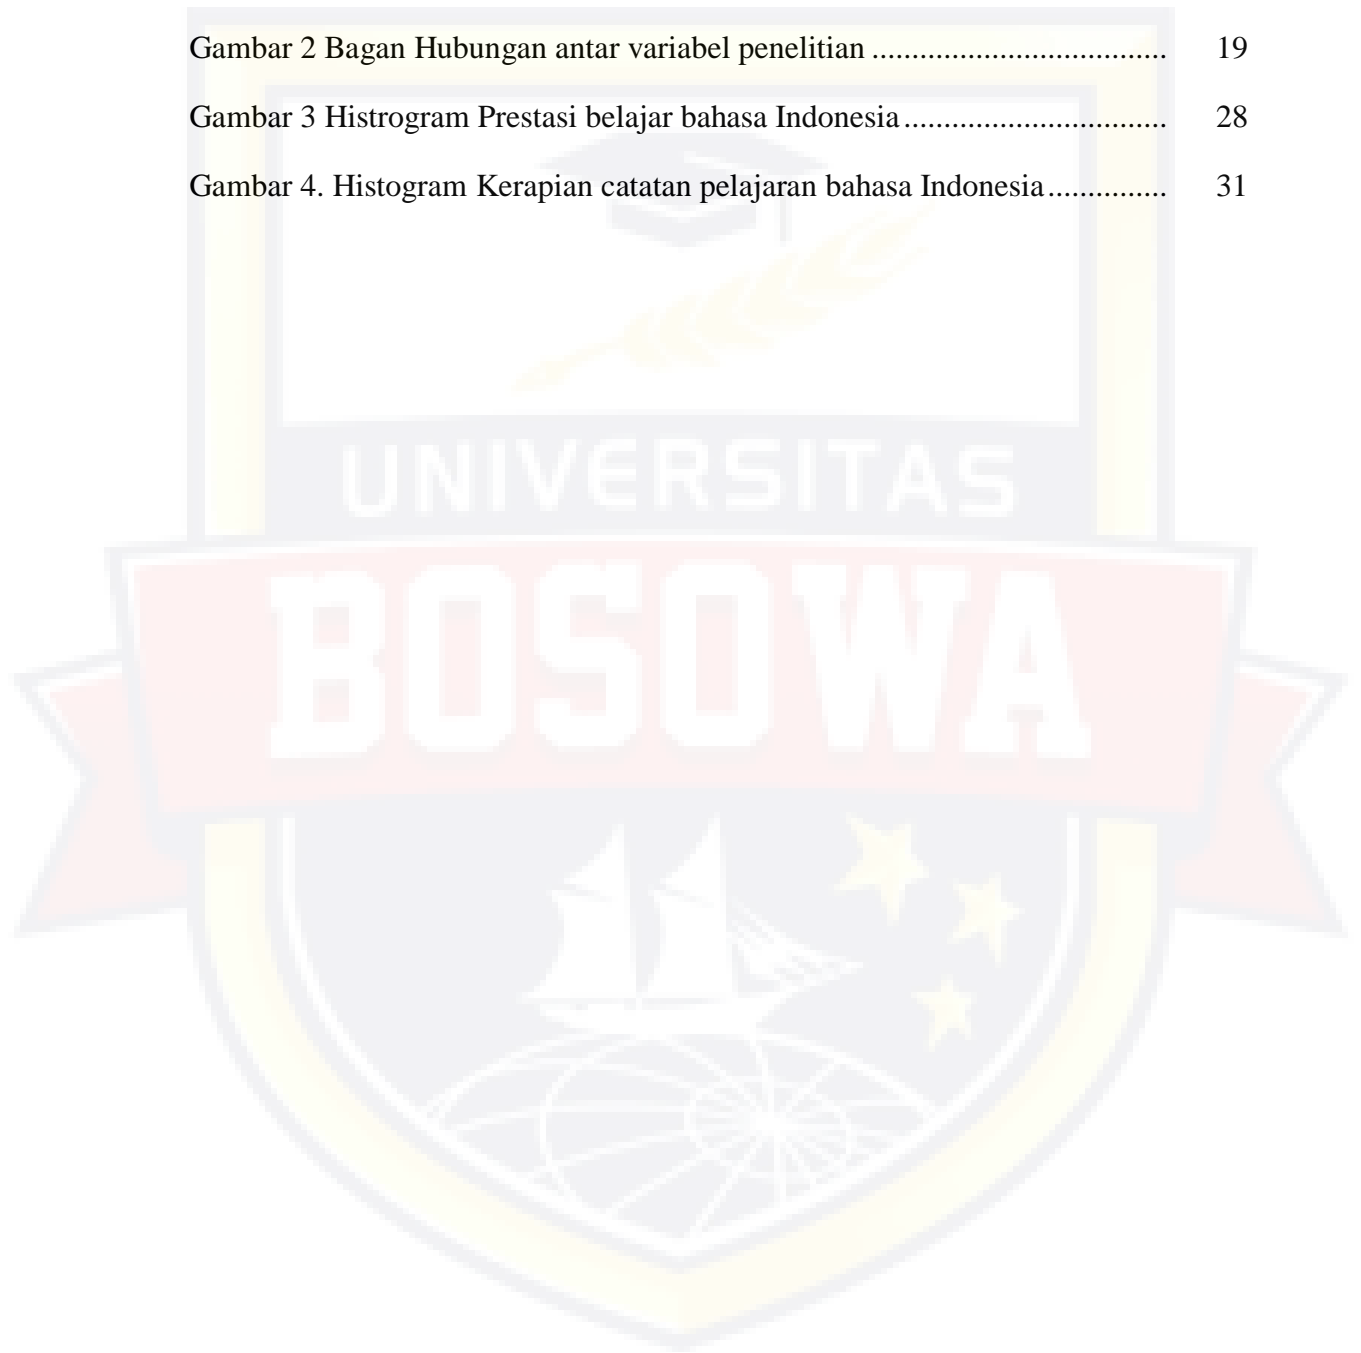 Gambar 2 Bagan Hubungan antar variabel penelitian ..................................... 19
Gambar 3 Histrogram Prestasi belajar bahasa Indonesia ................................. 28
Gambar 4. Histogram Kerapian catatan pelajaran bahasa Indonesia ............... 31
UNIVERSITAS
BOSOWA